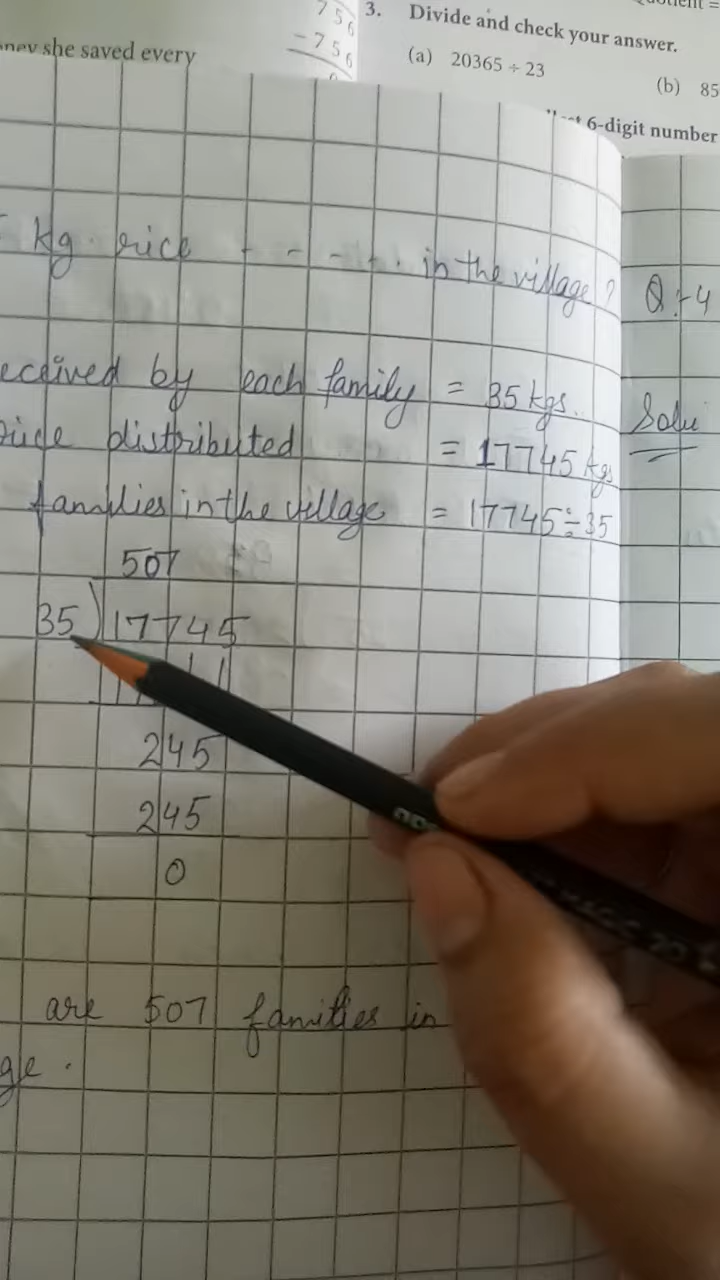 756
3. Divide and check your answer.
- 756
she saved every
(a) 20365 ÷ 23
(b) 85
6-digit number
kg. rice - - - - . in the village ?
Q:-4
eceived by each family = 35 kgs.
Solu
distributed = 17745 kgs
families in the village = 17745 ÷ 35
507
35 ) 17745
245
245
0
are 507 families in
ge .